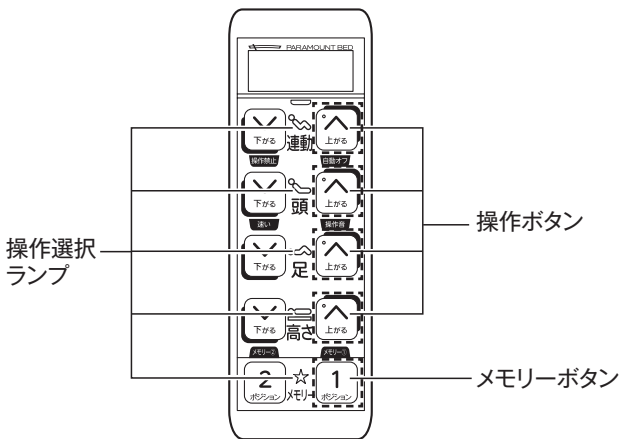 PARAMOUNT BED
下がる 連動 上がる
操作禁止 自動オフ
下がる 頭 上がる
速い 操作音
下がる 足 上がる
下がる 高さ 上がる
メモリー② メモリー①
2 ☆ 1
ポジション メモリー ポジション
操作選択
ランプ
操作ボタン
メモリーボタン